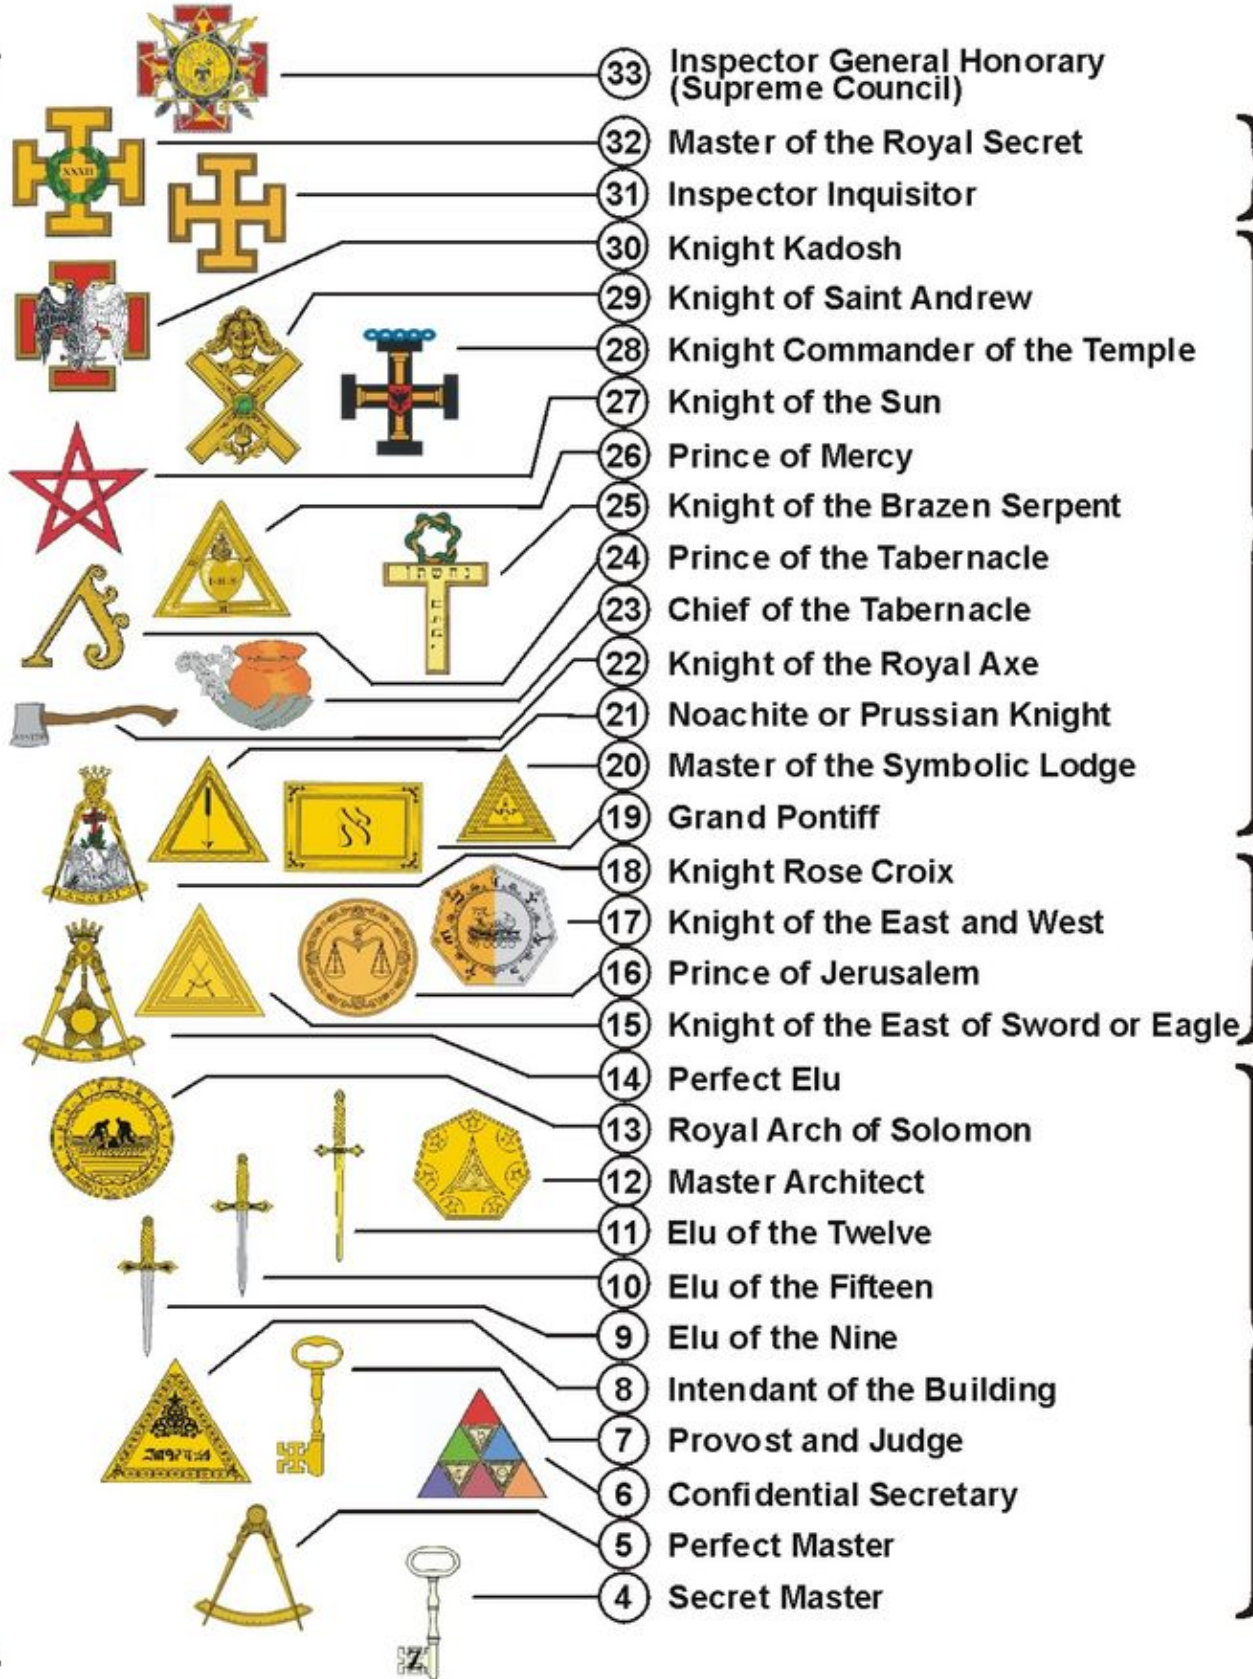 33 Inspector General Honorary
(Supreme Council)
32 Master of the Royal Secret
XXXII
31 Inspector Inquisitor
30 Knight Kadosh
29 Knight of Saint Andrew
28 Knight Commander of the Temple
27 Knight of the Sun
26 Prince of Mercy
25 Knight of the Brazen Serpent
24 Prince of the Tabernacle
23 Chief of the Tabernacle
22 Knight of the Royal Axe
21 Noachite or Prussian Knight
20 Master of the Symbolic Lodge
19 Grand Pontiff
18 Knight Rose Croix
17 Knight of the East and West
16 Prince of Jerusalem
15 Knight of the East of Sword or Eagle
14 Perfect Elu
13 Royal Arch of Solomon
12 Master Architect
11 Elu of the Twelve
10 Elu of the Fifteen
9 Elu of the Nine
8 Intendant of the Building
7 Provost and Judge
6 Confidential Secretary
5 Perfect Master
4 Secret Master
Z